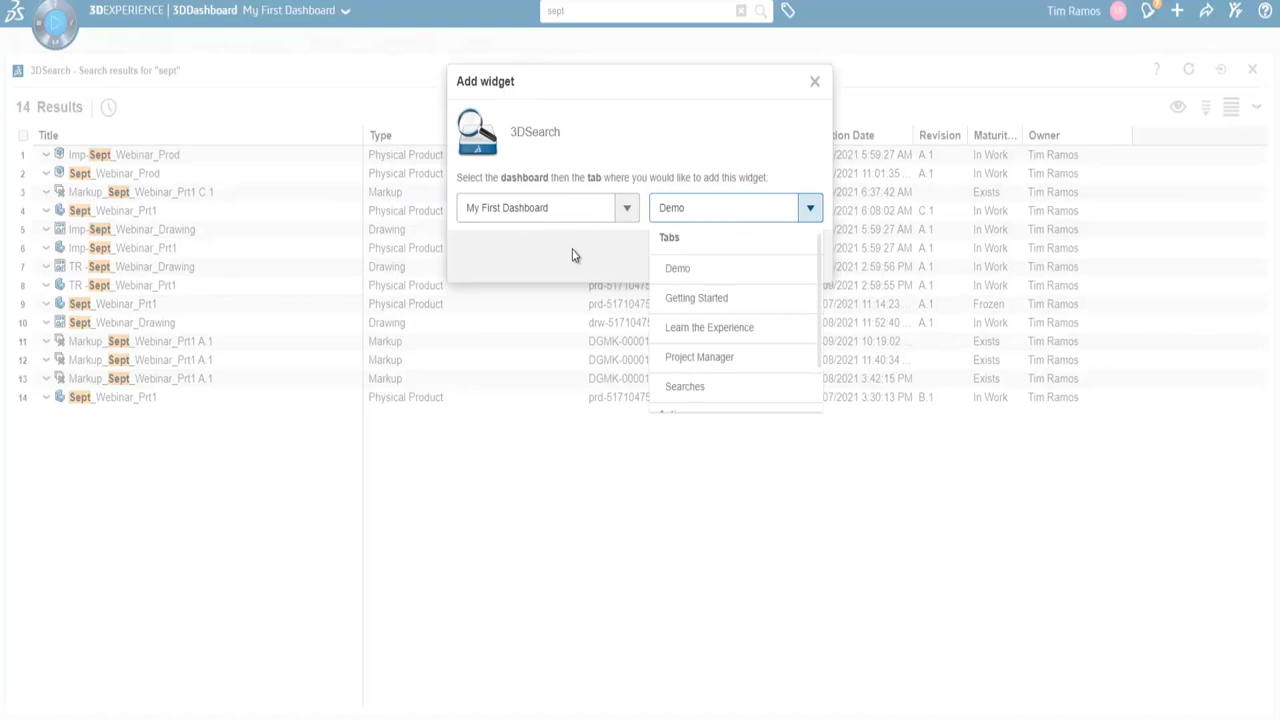 3DEXPERIENCE | 3DDashboard My First Dashboard
sept
Tim Ramos
3DSearch - Search results for "sept"
14 Results
Add widget
3DSearch
Select the dashboard then the tab where you would like to add this widget:
My First Dashboard
Demo
Tabs
Demo
Getting Started
Learn the Experience
Project Manager
Searches
Title Type Date Revision Maturit... Owner
1 Imp-Sept_Webinar_Prod Physical Product /2021 5:59:27 AM A.1 In Work Tim Ramos
2 Sept_Webinar_Prod Physical Product /2021 11:01:35 ... A.1 In Work Tim Ramos
3 Markup_Sept_Webinar_Prt1 C 1 Markup /2021 6:37:42 AM Exists Tim Ramos
4 Sept_Webinar_Prt1 Physical Product /2021 6:08:02 AM C.1 In Work Tim Ramos
5 Imp-Sept_Webinar_Drawing Drawing /2021 5:59:27 AM A.1 In Work Tim Ramos
6 Imp-Sept_Webinar_Prt1 Physical Product /2021 5:59:27 AM A.1 In Work Tim Ramos
7 TR -Sept_Webinar_Drawing Drawing /2021 2:59:56 PM A.1 In Work Tim Ramos
8 TR -Sept_Webinar_Prt1 Physical Product prd-5171047 /2021 2:59:55 PM A.1 In Work Tim Ramos
9 Sept_Webinar_Prt1 Physical Product prd-5171047 07/2021 11:14:23 ... A.1 Frozen Tim Ramos
10 Sept_Webinar_Drawing Drawing drw-5171047 08/2021 11:52:40 ... A.1 In Work Tim Ramos
11 Markup_Sept_Webinar_Prt1 A.1 Markup DGMK-00001 09/2021 10:19:02 ... Exists Tim Ramos
12 Markup_Sept_Webinar_Prt1 A.1 Markup DGMK-00001 08/2021 11:40:34 ... Exists Tim Ramos
13 Markup_Sept_Webinar_Prt1 A.1 Markup DGMK-00001 08/2021 3:42:15 PM Exists Tim Ramos
14 Sept_Webinar_Prt1 Physical Product prd-5171047 07/2021 3:30:13 PM B.1 In Work Tim Ramos